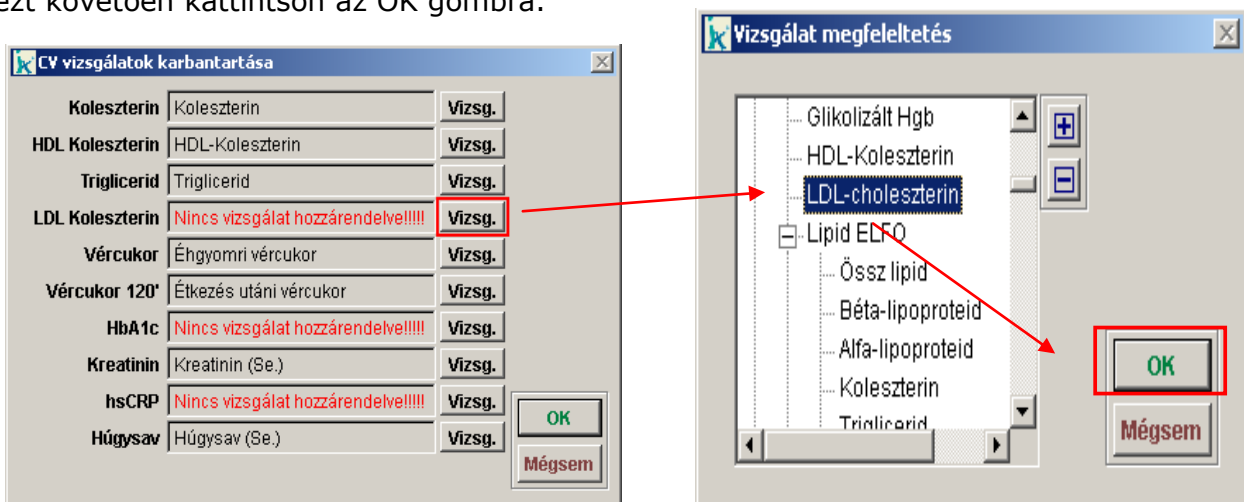 ezt követően kattintson az OK gombra.
CV vizsgálatok karbantartása
Koleszterin Koleszterin Vizsg.
HDL Koleszterin HDL-Koleszterin Vizsg.
Triglicerid Triglicerid Vizsg.
LDL Koleszterin Nincs vizsgálat hozzárendelve!!!!! Vizsg.
Vércukor Éhgyomri vércukor Vizsg.
Vércukor 120' Étkezés utáni vércukor Vizsg.
HbA1c Nincs vizsgálat hozzárendelve!!!!! Vizsg.
Kreatinin Kreatinin (Se.) Vizsg.
hsCRP Nincs vizsgálat hozzárendelve!!!!! Vizsg.
Húgysav Húgysav (Se.) Vizsg.
OK
Mégsem
Vizsgálat megfeleltetés
Glikolizált Hgb
HDL-Koleszterin
LDL-choleszterin
Lipid ELFO
Össz lipid
Béta-lipoproteid
Alfa-lipoproteid
Koleszterin
Triglicerid
OK
Mégsem